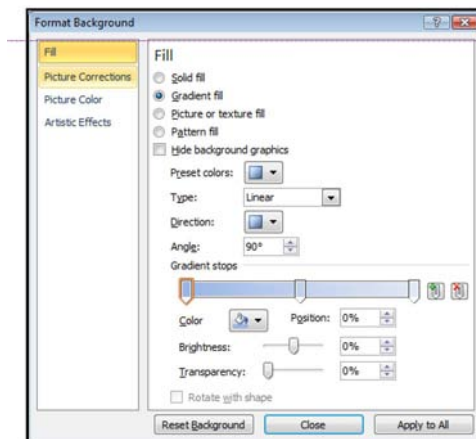 Format Background
Fill
Picture Corrections
Picture Color
Artistic Effects
Fill
Solid fill
Gradient fill
Picture or texture fill
Pattern fill
Hide background graphics
Preset colors:
Type: Linear
Direction:
Angle: 90°
Gradient stops
Color Position: 0%
Brightness: 0%
Transparency: 0%
Rotate with shape
Reset Background Close Apply to All